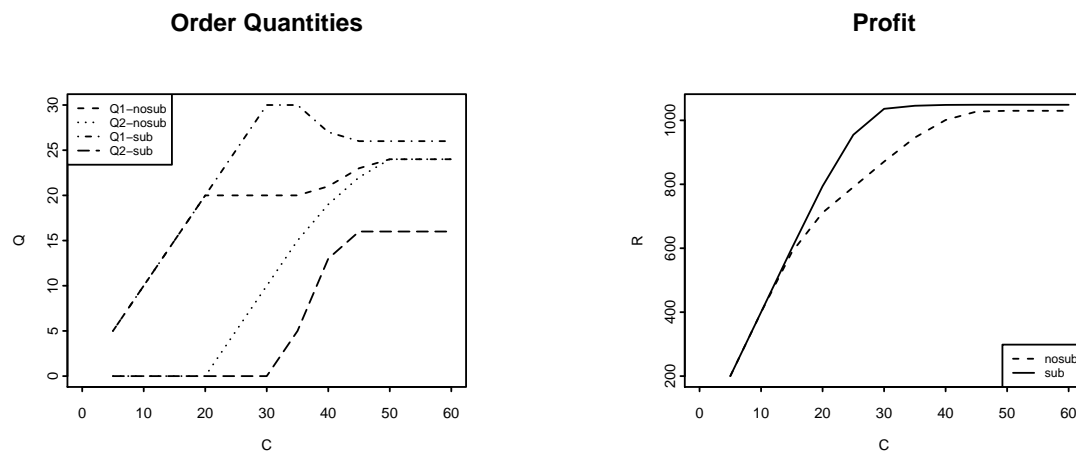 Order Quantities
Q1−nosub
Q2−nosub
Q1−sub
Q2−sub
30
25
20
15
10
5
0
Q
0 10 20 30 40 50 60
C
Profit
1000
800
600
400
200
R
nosub
sub
0 10 20 30 40 50 60
C